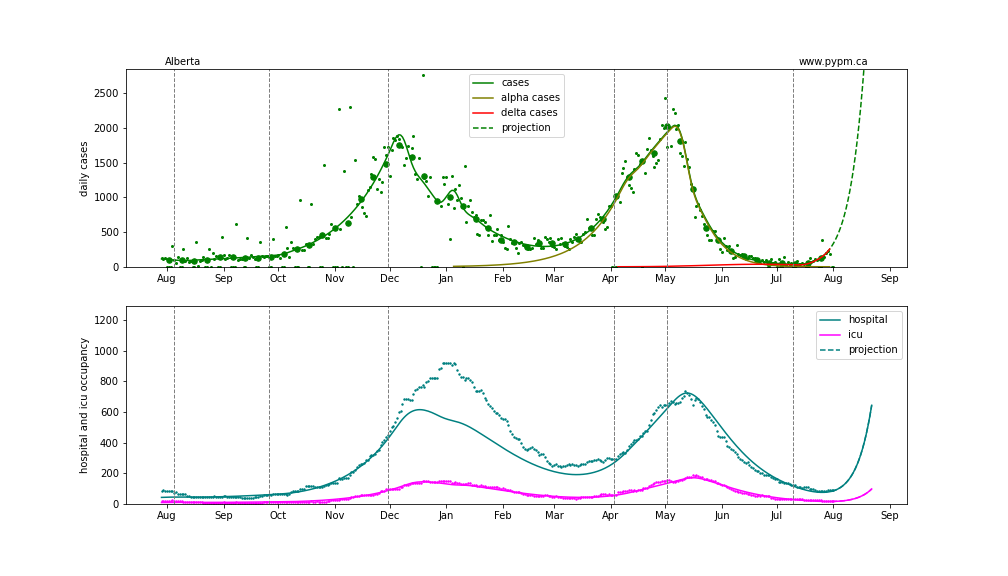 Alberta
www.pypm.ca
daily cases
2500
2000
1500
1000
500
0
cases
alpha cases
delta cases
projection
Aug Sep Oct Nov Dec Jan Feb Mar Apr May Jun Jul Aug Sep
hospital and icu occupancy
1200
1000
800
600
400
200
0
hospital
icu
projection
Aug Sep Oct Nov Dec Jan Feb Mar Apr May Jun Jul Aug Sep